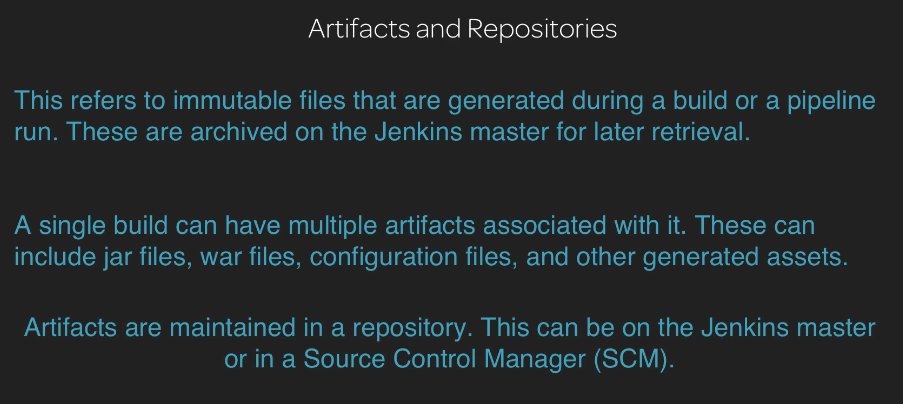 Artifacts and Repositories
This refers to immutable files that are generated during a build or a pipeline
run. These are archived on the Jenkins master for later retrieval.
A single build can have multiple artifacts associated with it. These can
include jar files, war files, configuration files, and other generated assets.
Artifacts are maintained in a repository. This can be on the Jenkins master
or in a Source Control Manager (SCM).